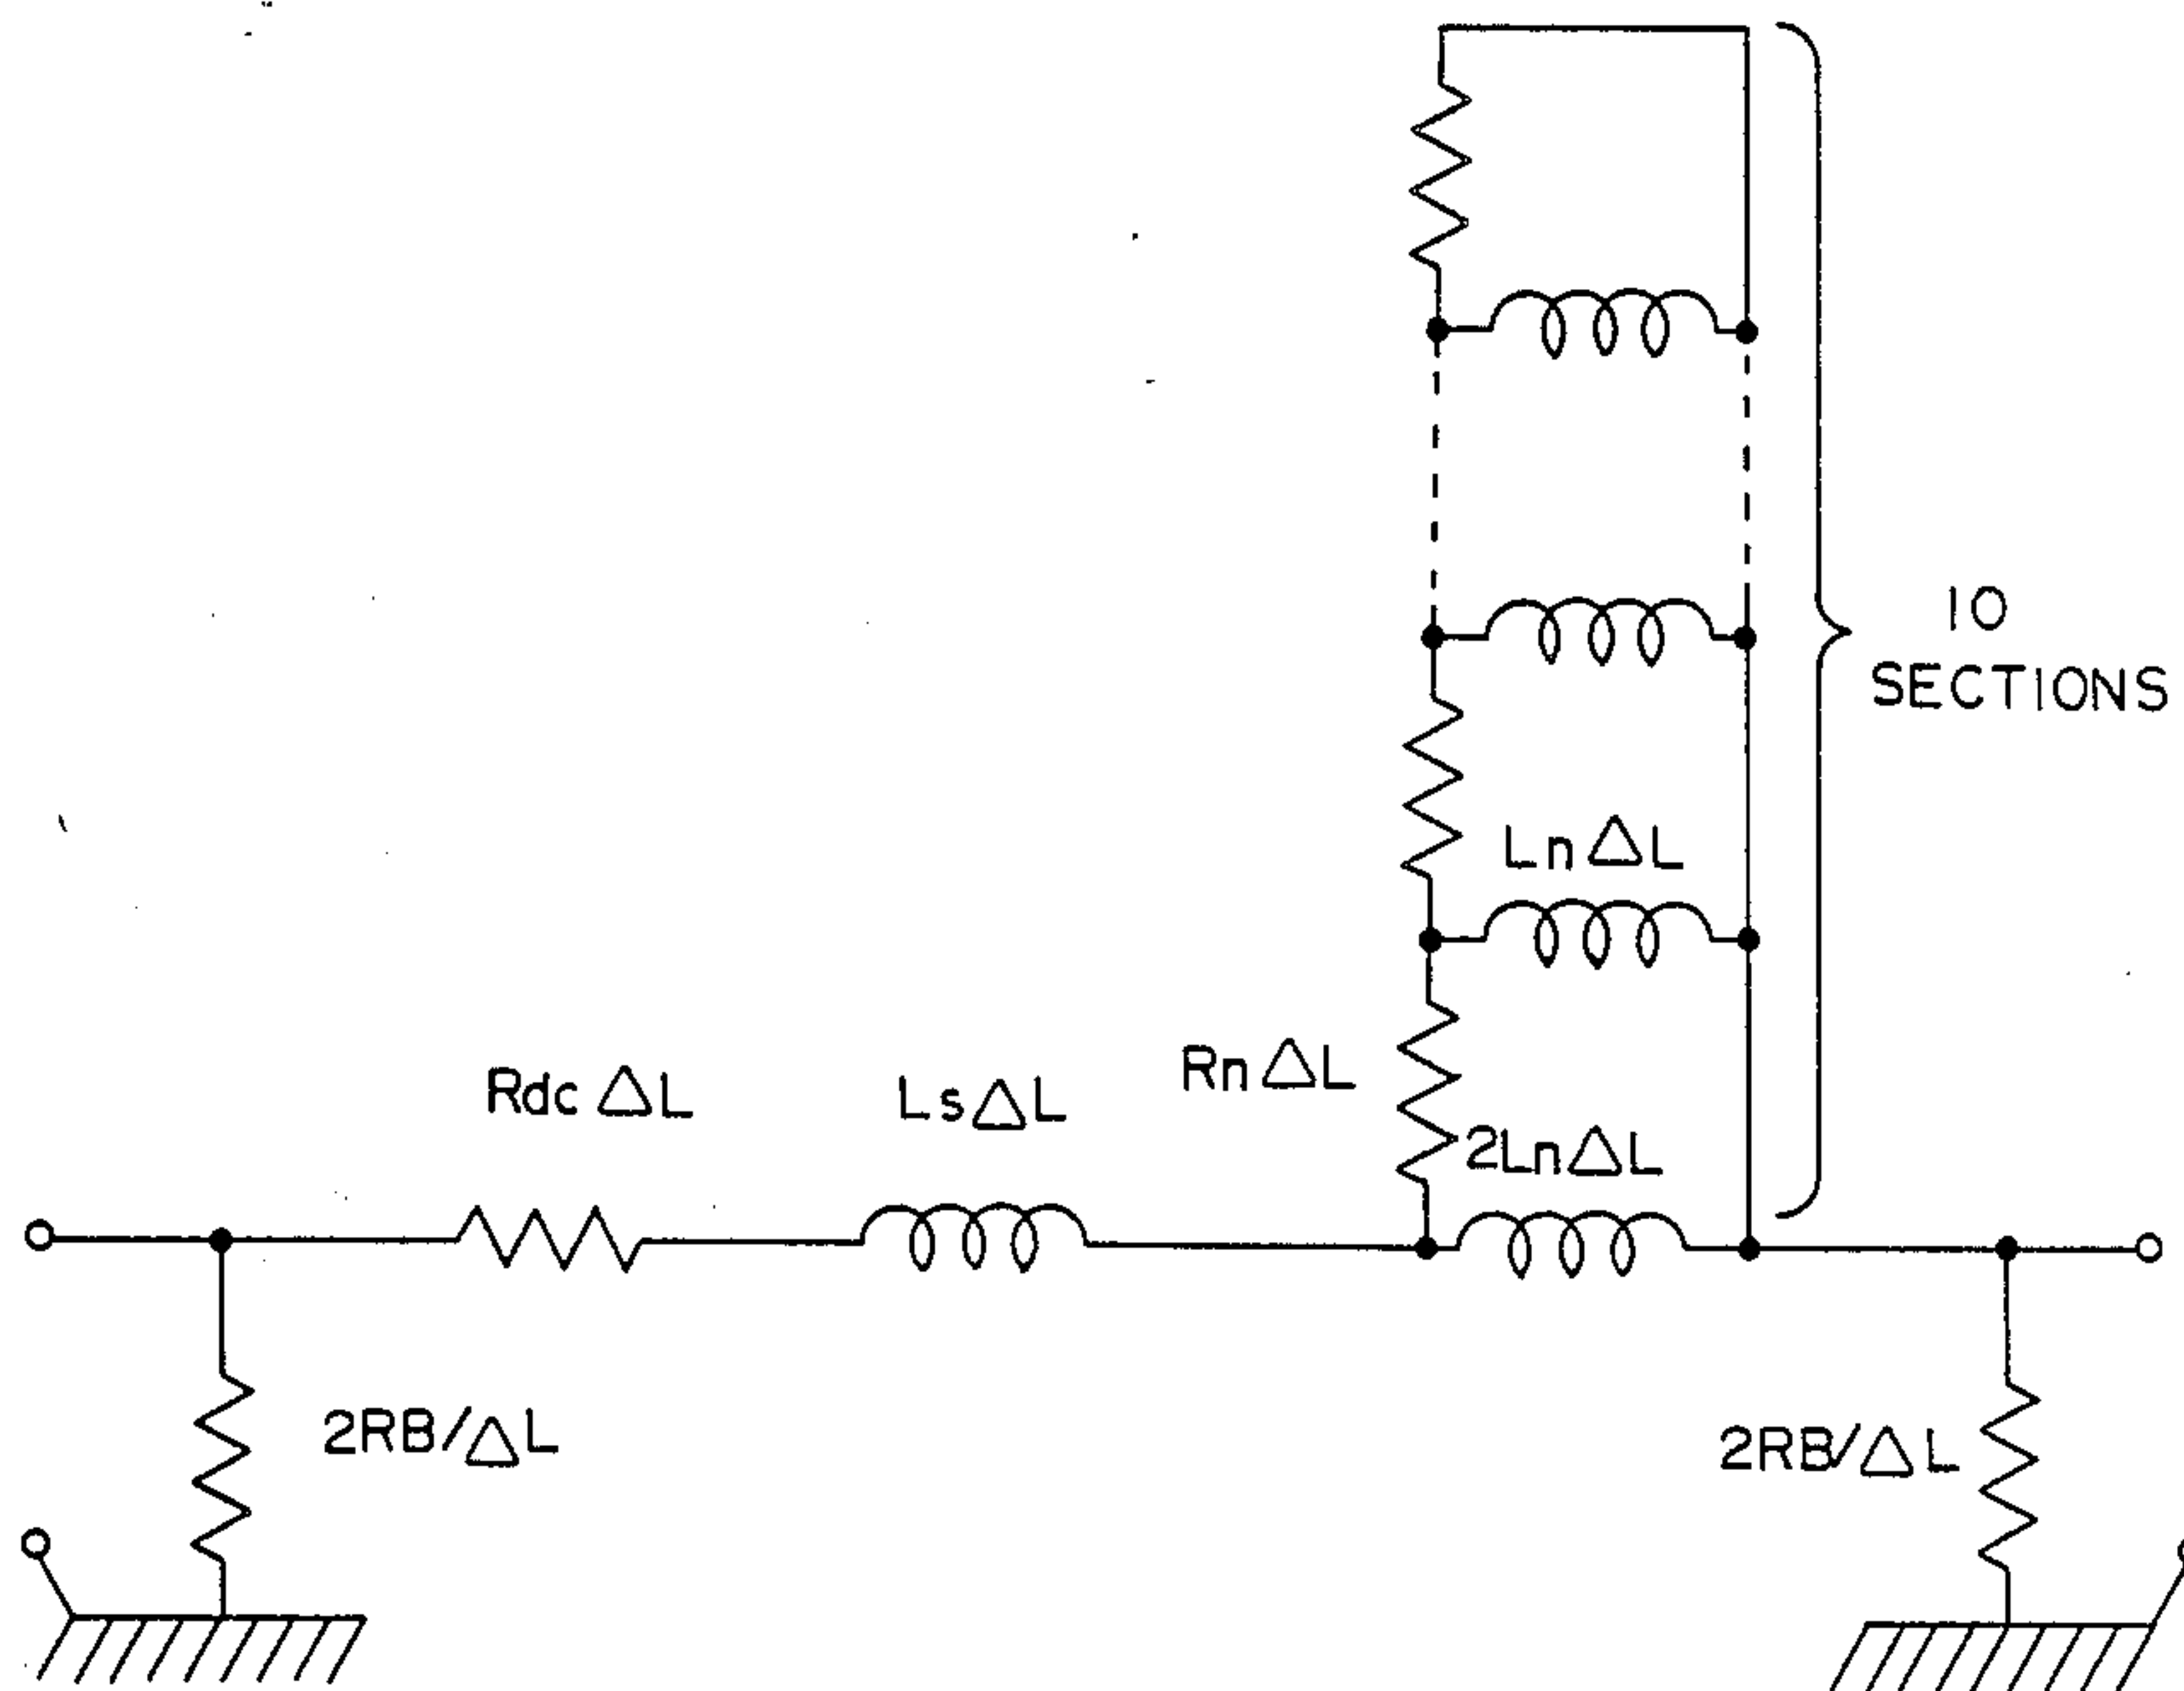 10
SECTIONS
Ln △L
Rn △L
Rdc △L
Ls △L
2Ln △L
2RB/△L
2RB/△L